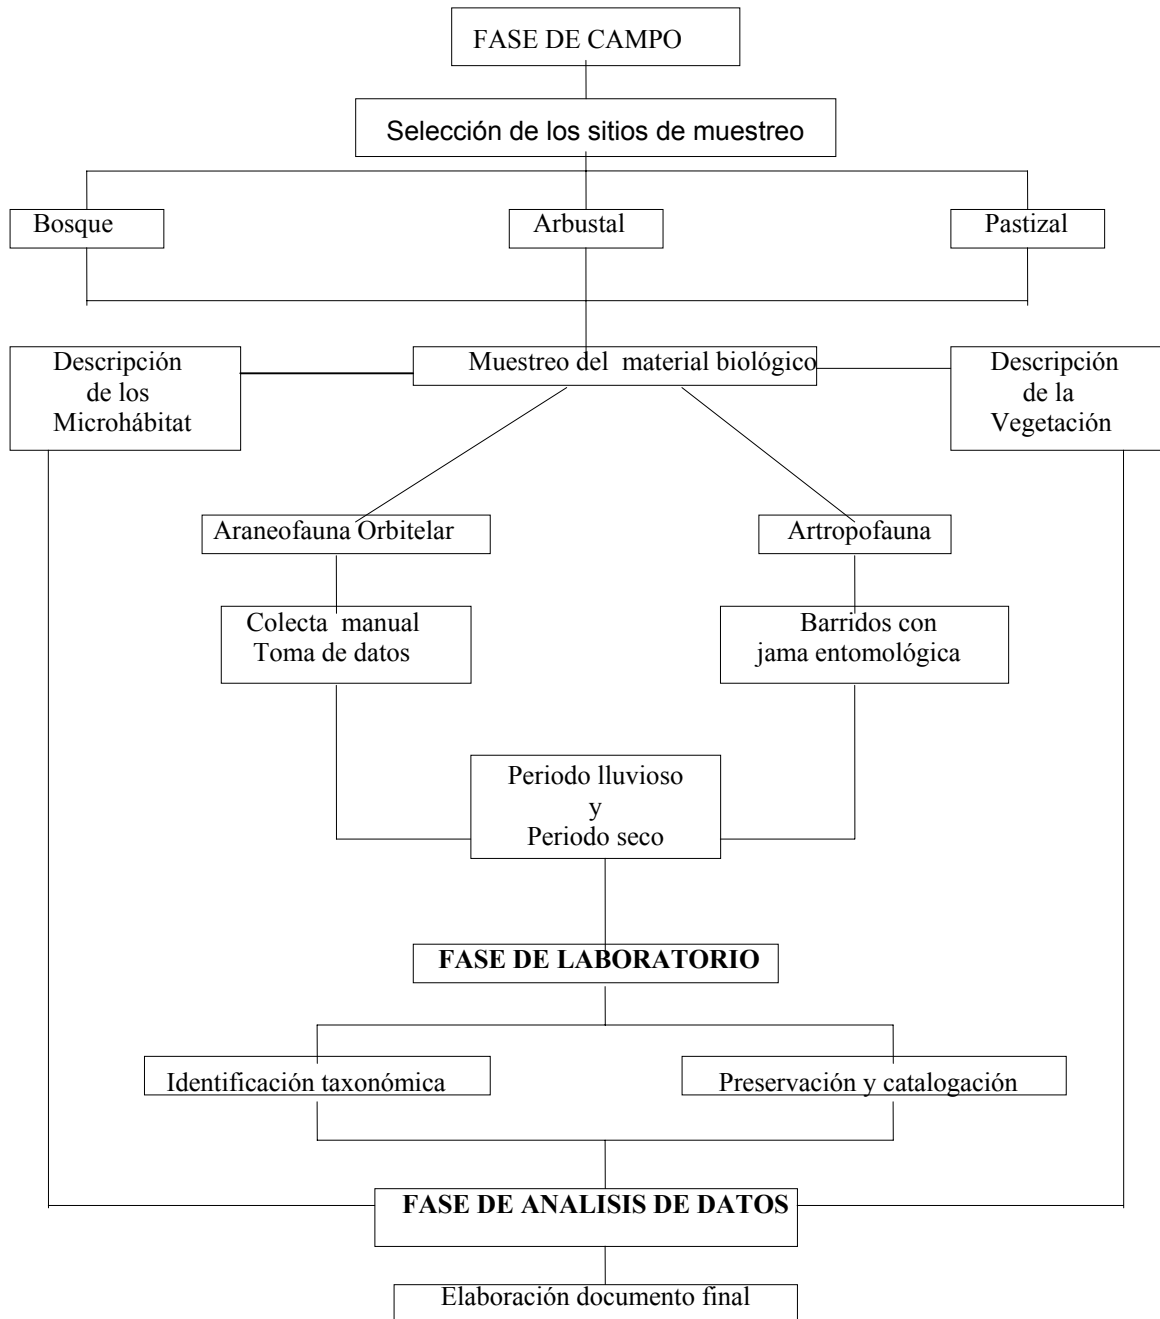 FASE DE CAMPO
Selección de los sitios de muestreo
Bosque
Arbustal
Pastizal
Descripción
de los
Microhábitat
Muestreo del material biológico
Descripción
de la
Vegetación
Araneofauna Orbitelar
Artropofauna
Colecta manual
Toma de datos
Barridos con
jama entomológica
Periodo lluvioso
y
Periodo seco
FASE DE LABORATORIO
Identificación taxonómica
Preservación y catalogación
FASE DE ANALISIS DE DATOS
Elaboración documento final